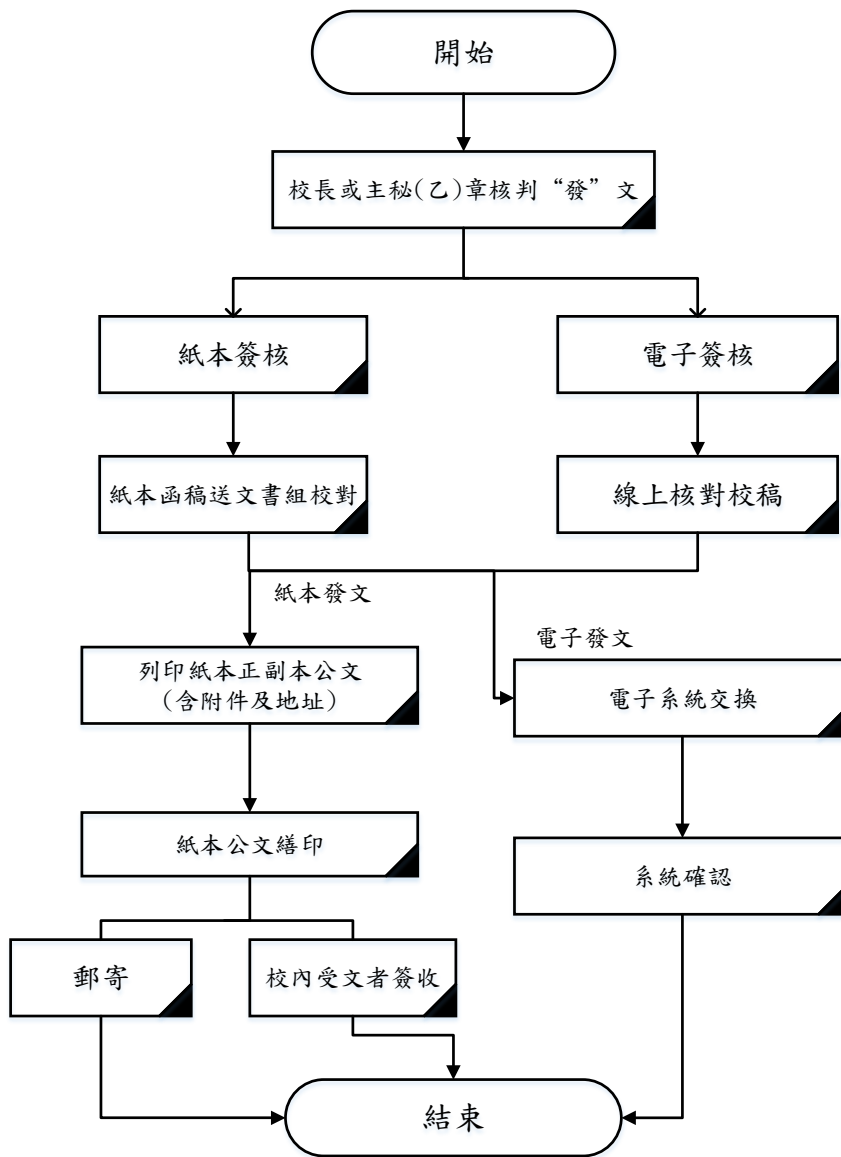 開始
校長或主秘(乙)章核判“發”文
紙本簽核
電子簽核
紙本函稿送文書組校對
線上核對校稿
紙本發文
電子發文
列印紙本正副本公文
(含附件及地址)
電子系統交換
紙本公文繕印
系統確認
郵寄
校內受文者簽收
結束